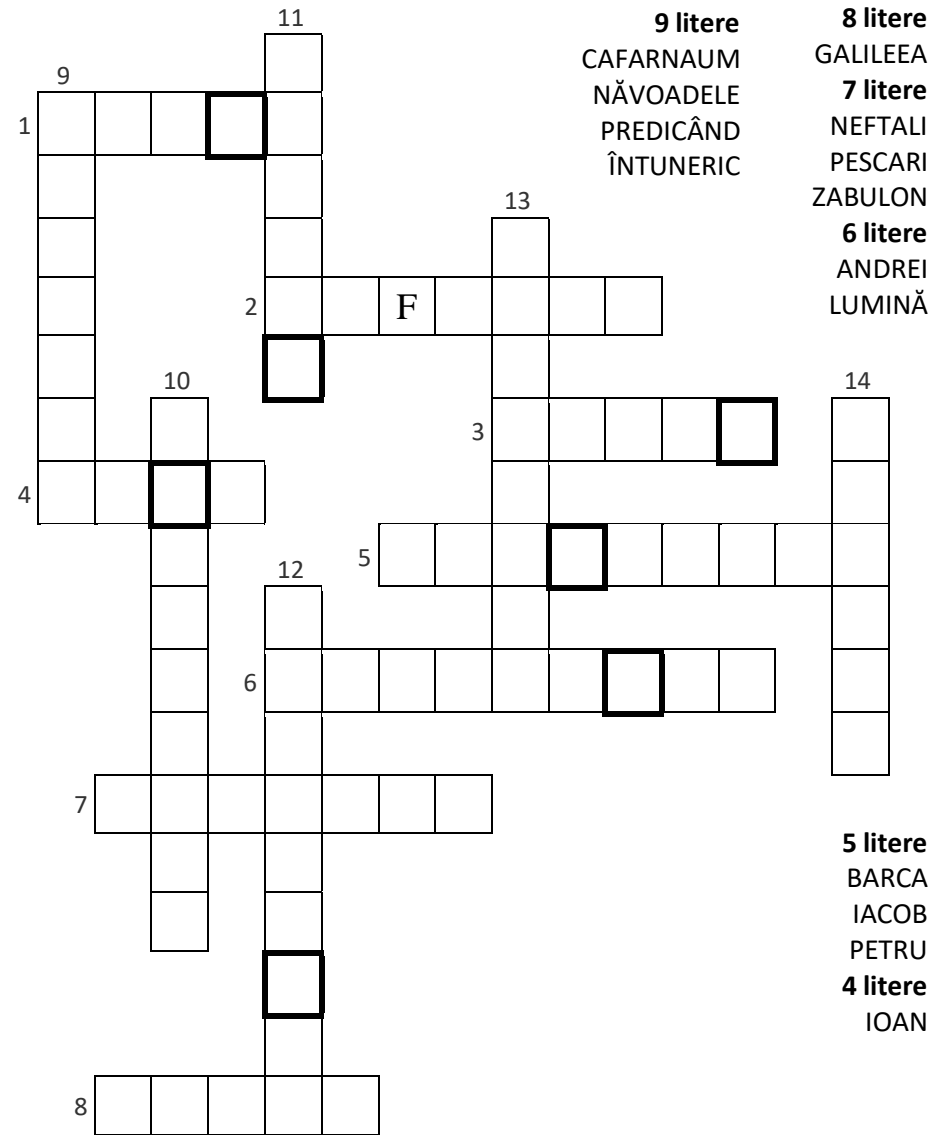 11
9 litere
CAFARNAUM
NĂVOADELE
PREDICÂND
ÎNTUNERIC
8 litere
GALILEEA
7 litere
NEFTALI
PESCARI
ZABULON
6 litere
ANDREI
LUMINĂ
9
1
13
2 F
10
14
3
4
5
12
6
7
5 litere
BARCA
IACOB
PETRU
4 litere
IOAN
8